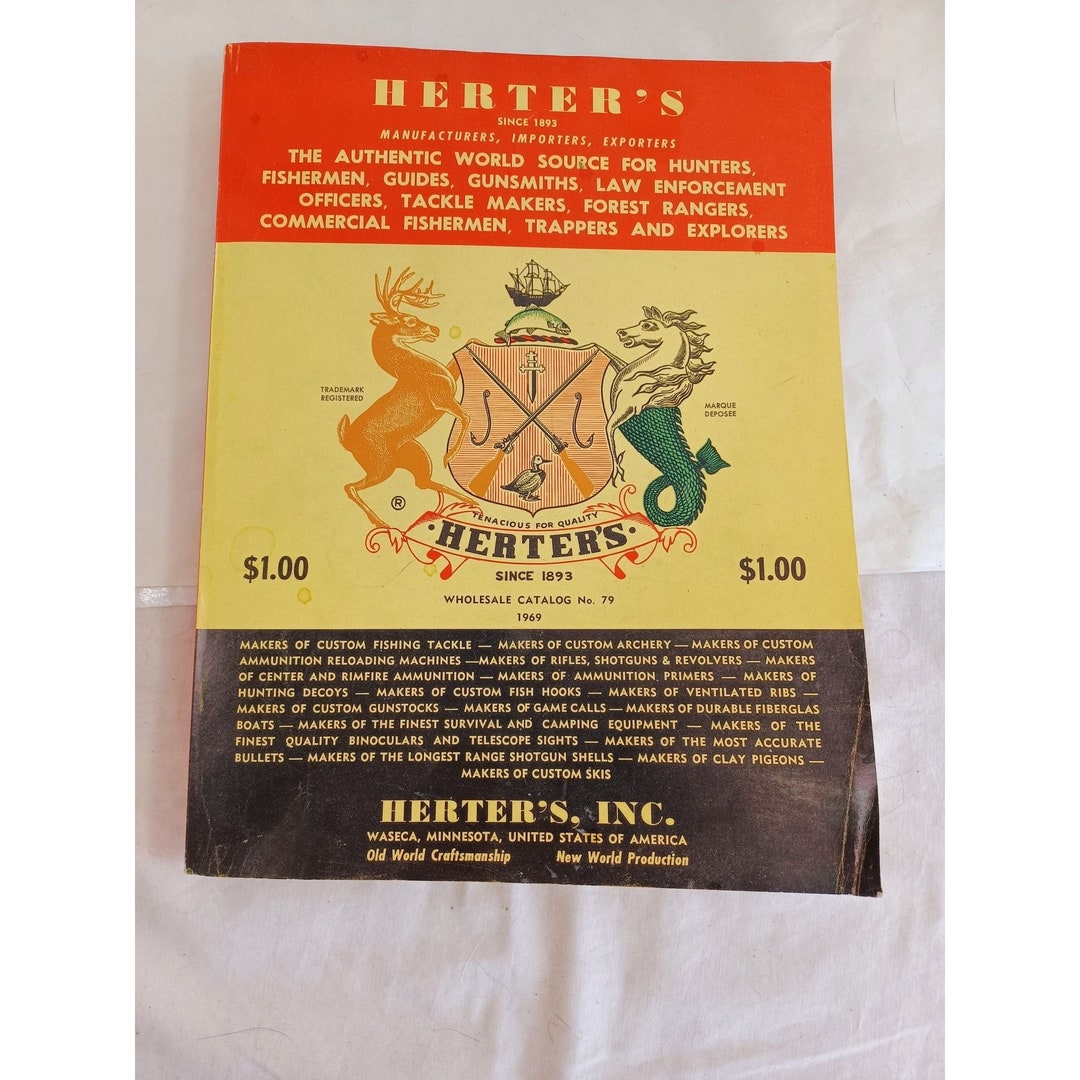 HERTER'S
SINCE 1893
MANUFACTURERS, IMPORTERS, EXPORTERS
THE AUTHENTIC WORLD SOURCE FOR HUNTERS,
FISHERMEN, GUIDES, GUNSMITHS, LAW ENFORCEMENT
OFFICERS, TACKLE MAKERS, FOREST RANGERS,
COMMERCIAL FISHERMEN, TRAPPERS AND EXPLORERS
TRADEMARK
REGISTERED
MARQUE
DEPOSEE
®
TENACIOUS FOR QUALITY
·HERTER'S·
SINCE 1893
$1.00
$1.00
WHOLESALE CATALOG No. 79
1969
MAKERS OF CUSTOM FISHING TACKLE — MAKERS OF CUSTOM ARCHERY — MAKERS OF CUSTOM
AMMUNITION RELOADING MACHINES —MAKERS OF RIFLES, SHOTGUNS & REVOLVERS — MAKERS
OF CENTER AND RIMFIRE AMMUNITION — MAKERS OF AMMUNITION PRIMERS — MAKERS OF
HUNTING DECOYS — MAKERS OF CUSTOM FISH HOOKS — MAKERS OF VENTILATED RIBS —
MAKERS OF CUSTOM GUNSTOCKS — MAKERS OF GAME CALLS — MAKERS OF DURABLE FIBERGLAS
BOATS — MAKERS OF THE FINEST SURVIVAL AND CAMPING EQUIPMENT — MAKERS OF THE
FINEST QUALITY BINOCULARS AND TELESCOPE SIGHTS — MAKERS OF THE MOST ACCURATE
BULLETS — MAKERS OF THE LONGEST RANGE SHOTGUN SHELLS — MAKERS OF CLAY PIGEONS —
MAKERS OF CUSTOM SKIS
HERTER'S, INC.
WASECA, MINNESOTA, UNITED STATES OF AMERICA
Old World Craftsmanship New World Production